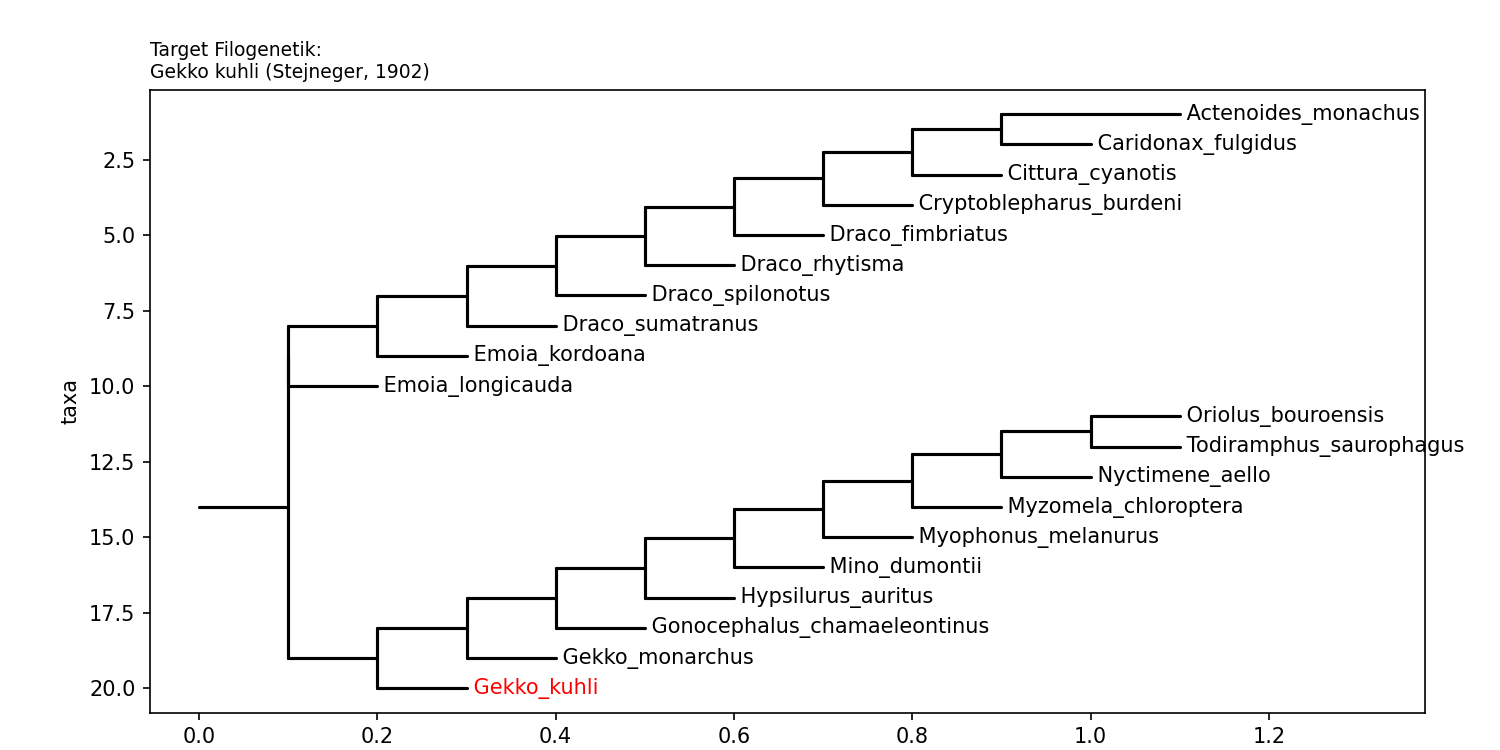 Target Filogenetik:
Gekko kuhli (Stejneger, 1902)
Actenoides_monachus
Caridonax_fulgidus
2.5
Cittura_cyanotis
Cryptoblepharus_burdeni
5.0
Draco_fimbriatus
Draco_rhytisma
Draco_spilonotus
7.5
Draco_sumatranus
Emoia_kordoana
10.0
Emoia_longicauda
taxa
Oriolus_bouroensis
Todiramphus_saurophagus
12.5
Nyctimene_aello
Myzomela_chloroptera
15.0
Myophonus_melanurus
Mino_dumontii
Hypsilurus_auritus
17.5
Gonocephalus_chamaeleontinus
Gekko_monarchus
20.0
Gekko_kuhli
0.0 0.2 0.4 0.6 0.8 1.0 1.2